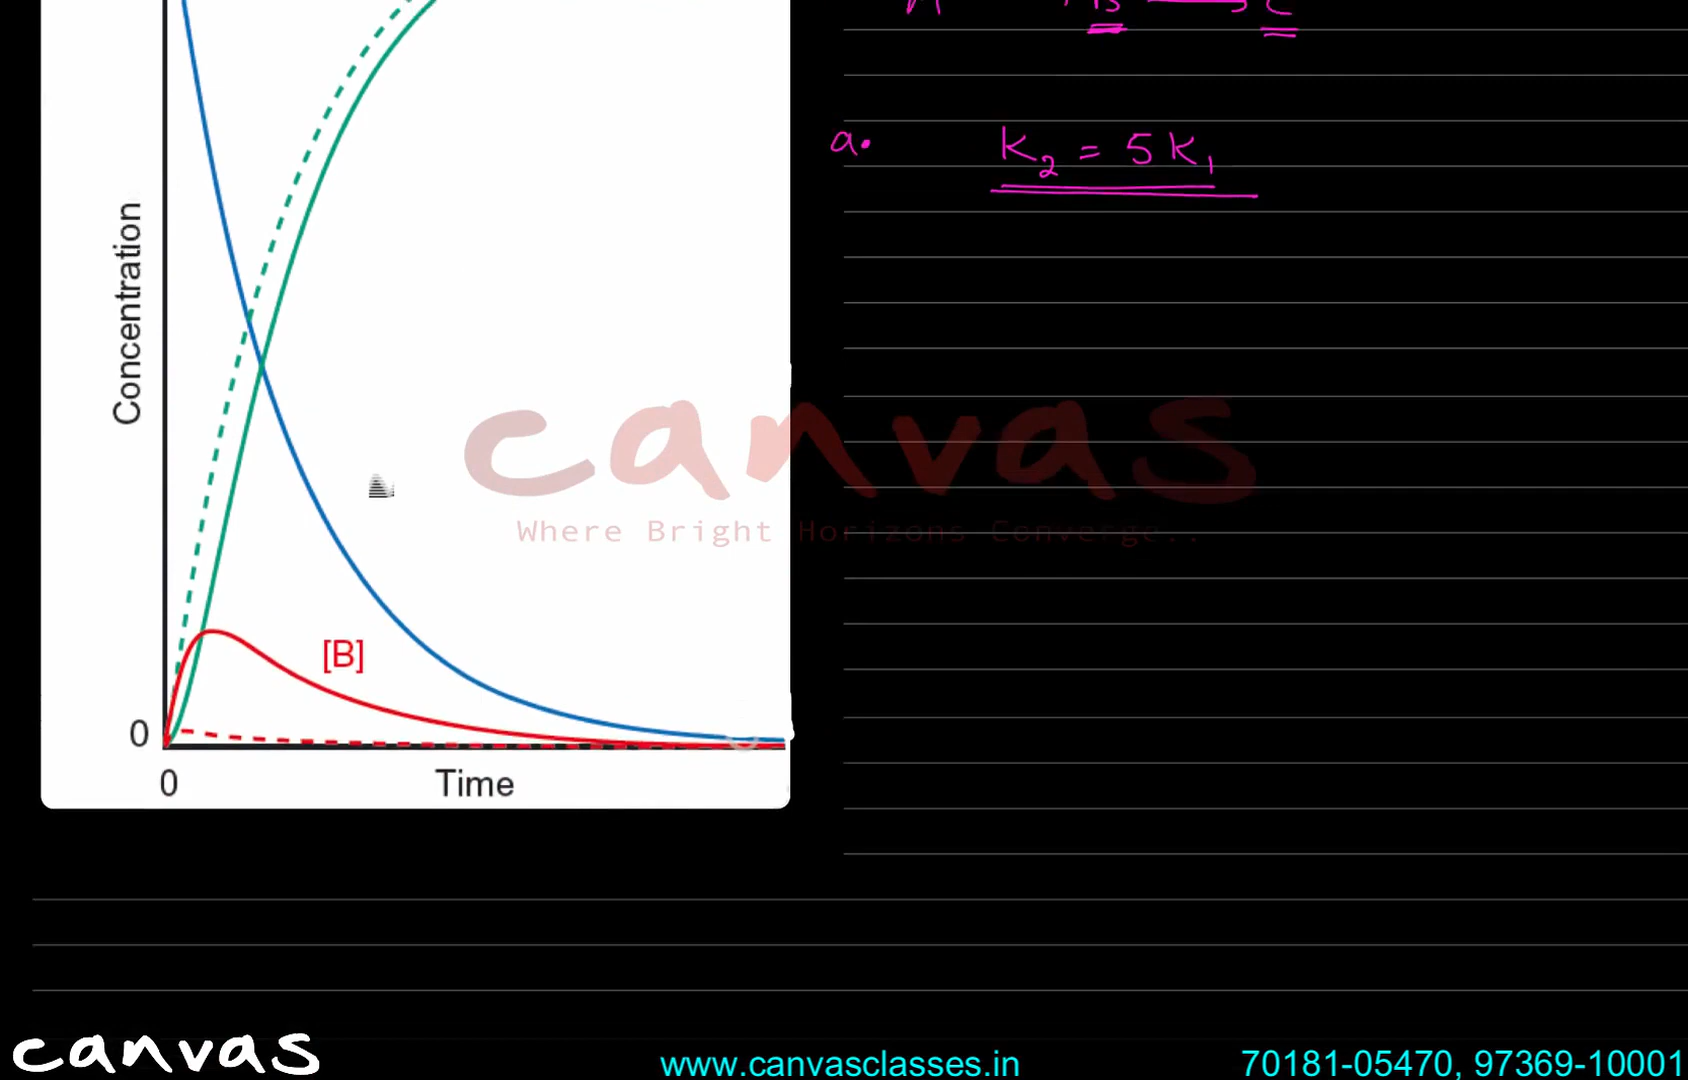 B C
a. K₂ = 5K₁
Concentration
[B]
0
0 Time
canvas
Where Bright Horizons Converge..
canvas
www.canvasclasses.in
70181-05470, 97369-10001